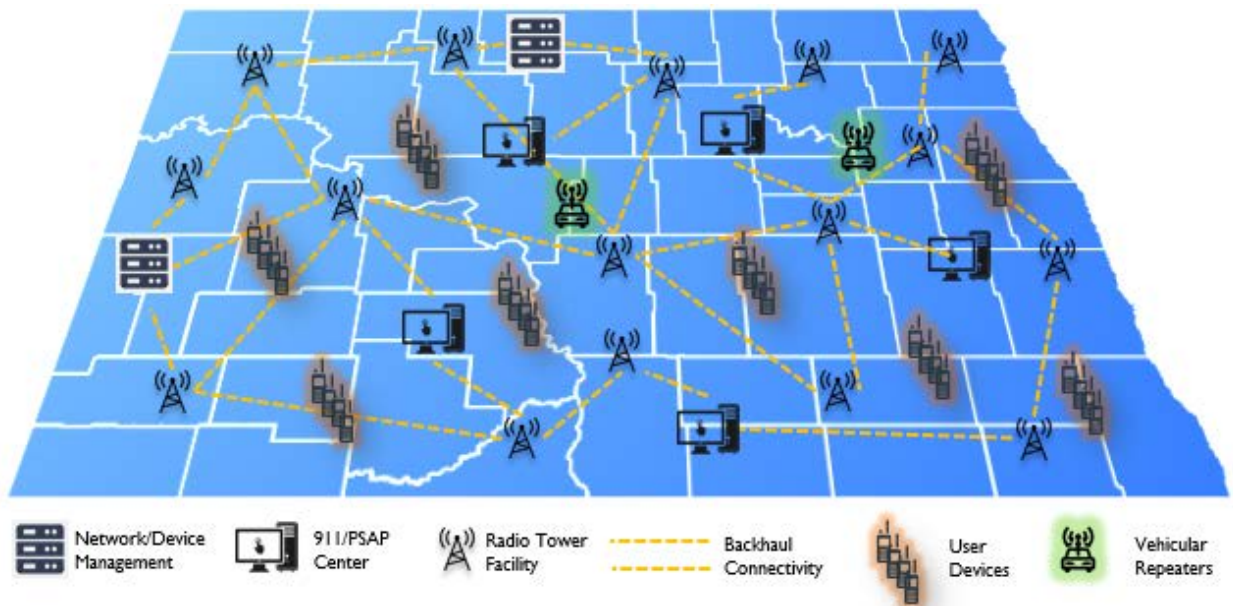 Network/Device
Management
911/PSAP
Center
Radio Tower
Facility
Backhaul
Connectivity
User
Devices
Vehicular
Repeaters